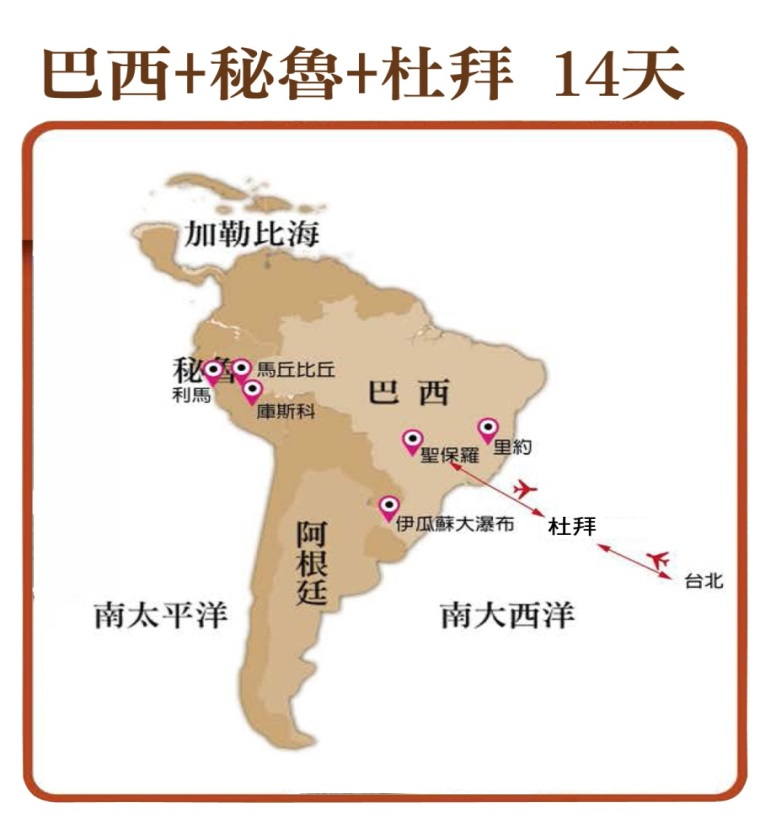 巴西+秘魯+杜拜 14天
加勒比海
秘魯
馬丘比丘
利馬
庫斯科
巴西
里約
聖保羅
伊瓜蘇大瀑布
杜拜
阿根廷
台北
南太平洋
南大西洋